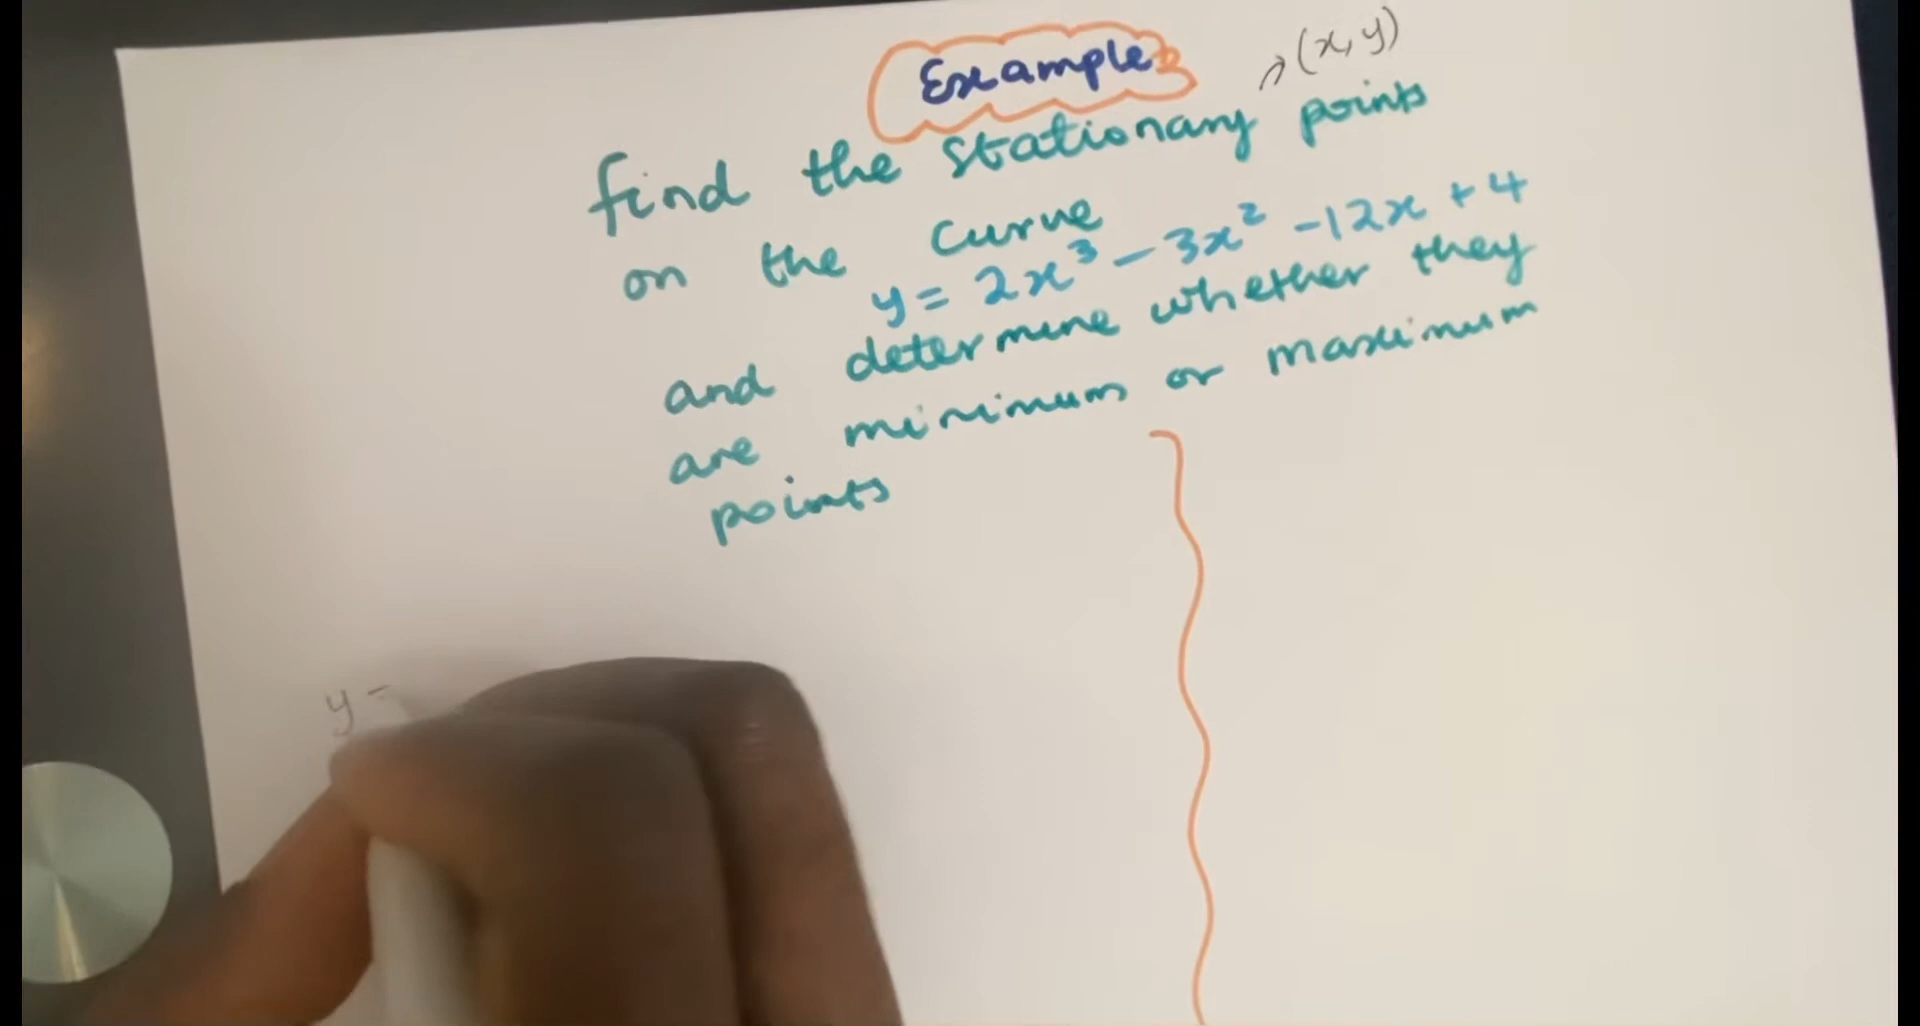 Example
→ (x, y)
find the stationary points
on the curve
y = 2x³ - 3x² - 12x + 4
and determine whether they
are minimum or maximum
points
y =